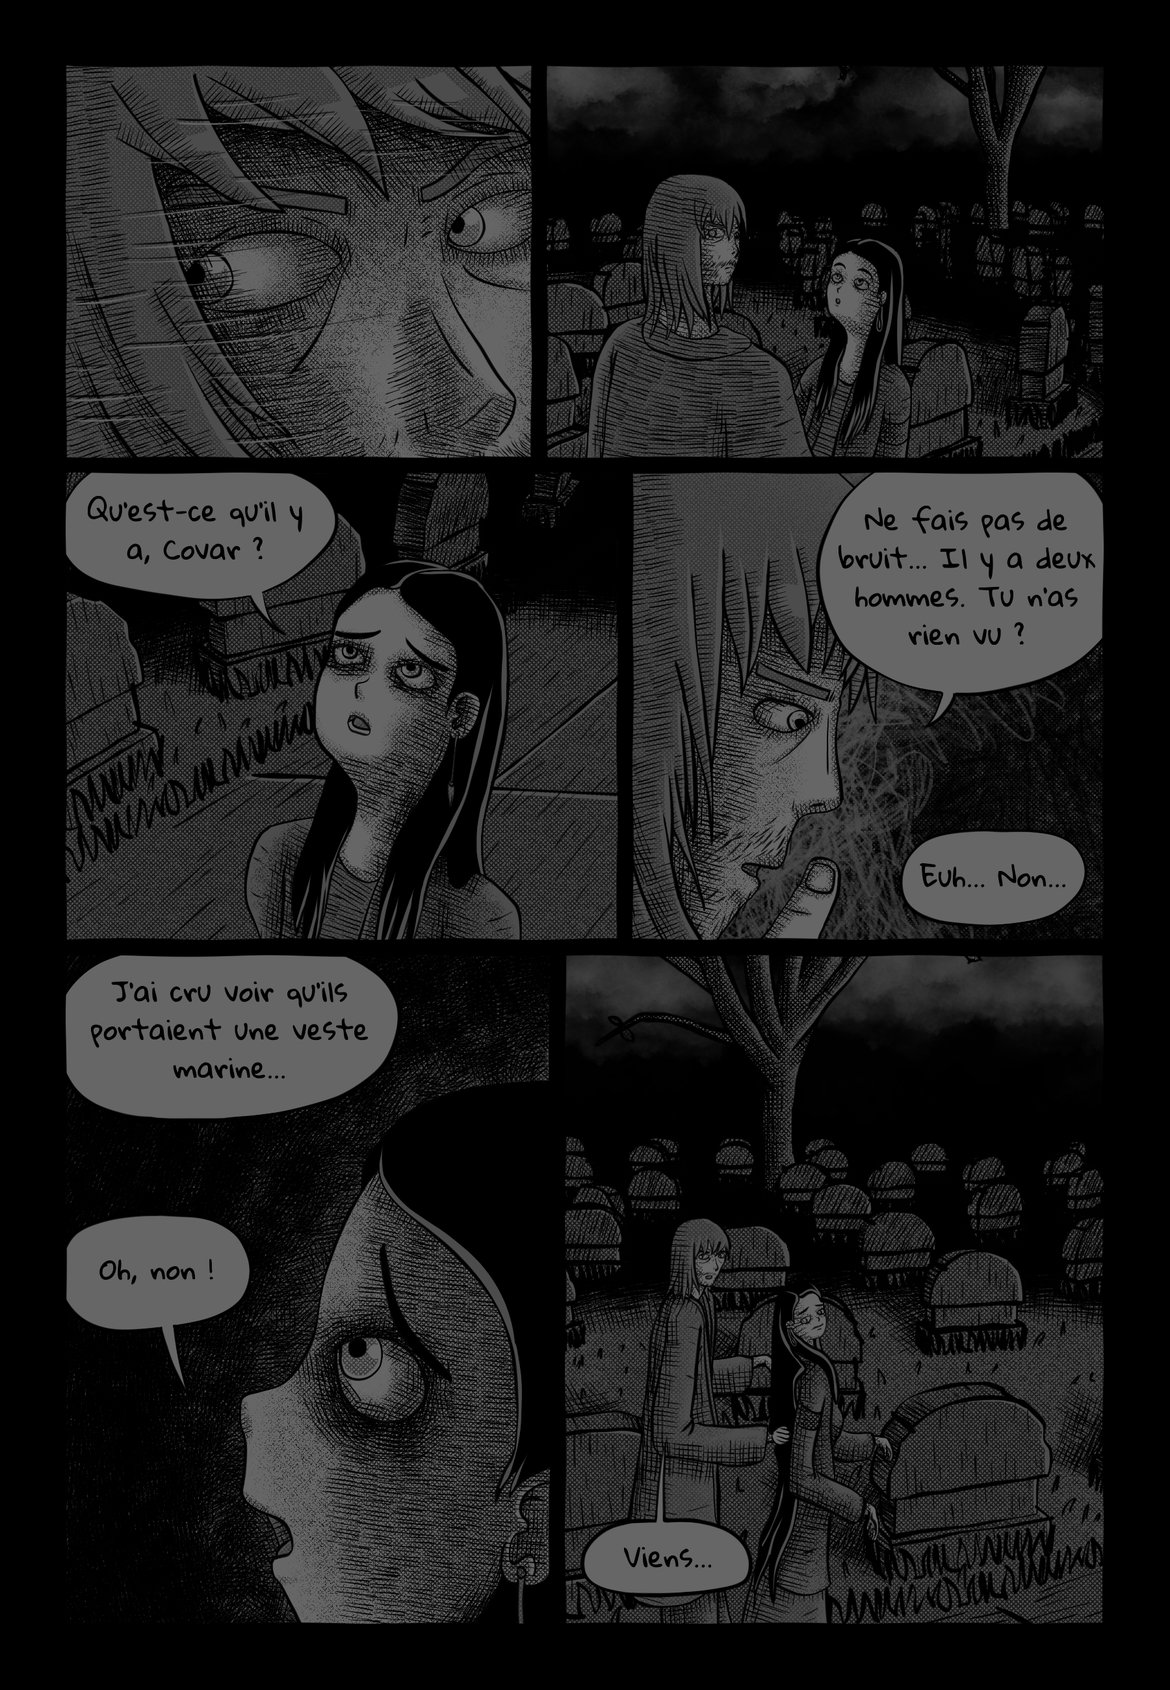 Qu'est-ce qu'il y
a, Covar ?
Ne fais pas de
bruit... Il y a deux
hommes. Tu n'as
rien vu ?
Euh... Non...
J'ai cru voir qu'ils
portaient une veste
marine...
Oh, non !
Viens...